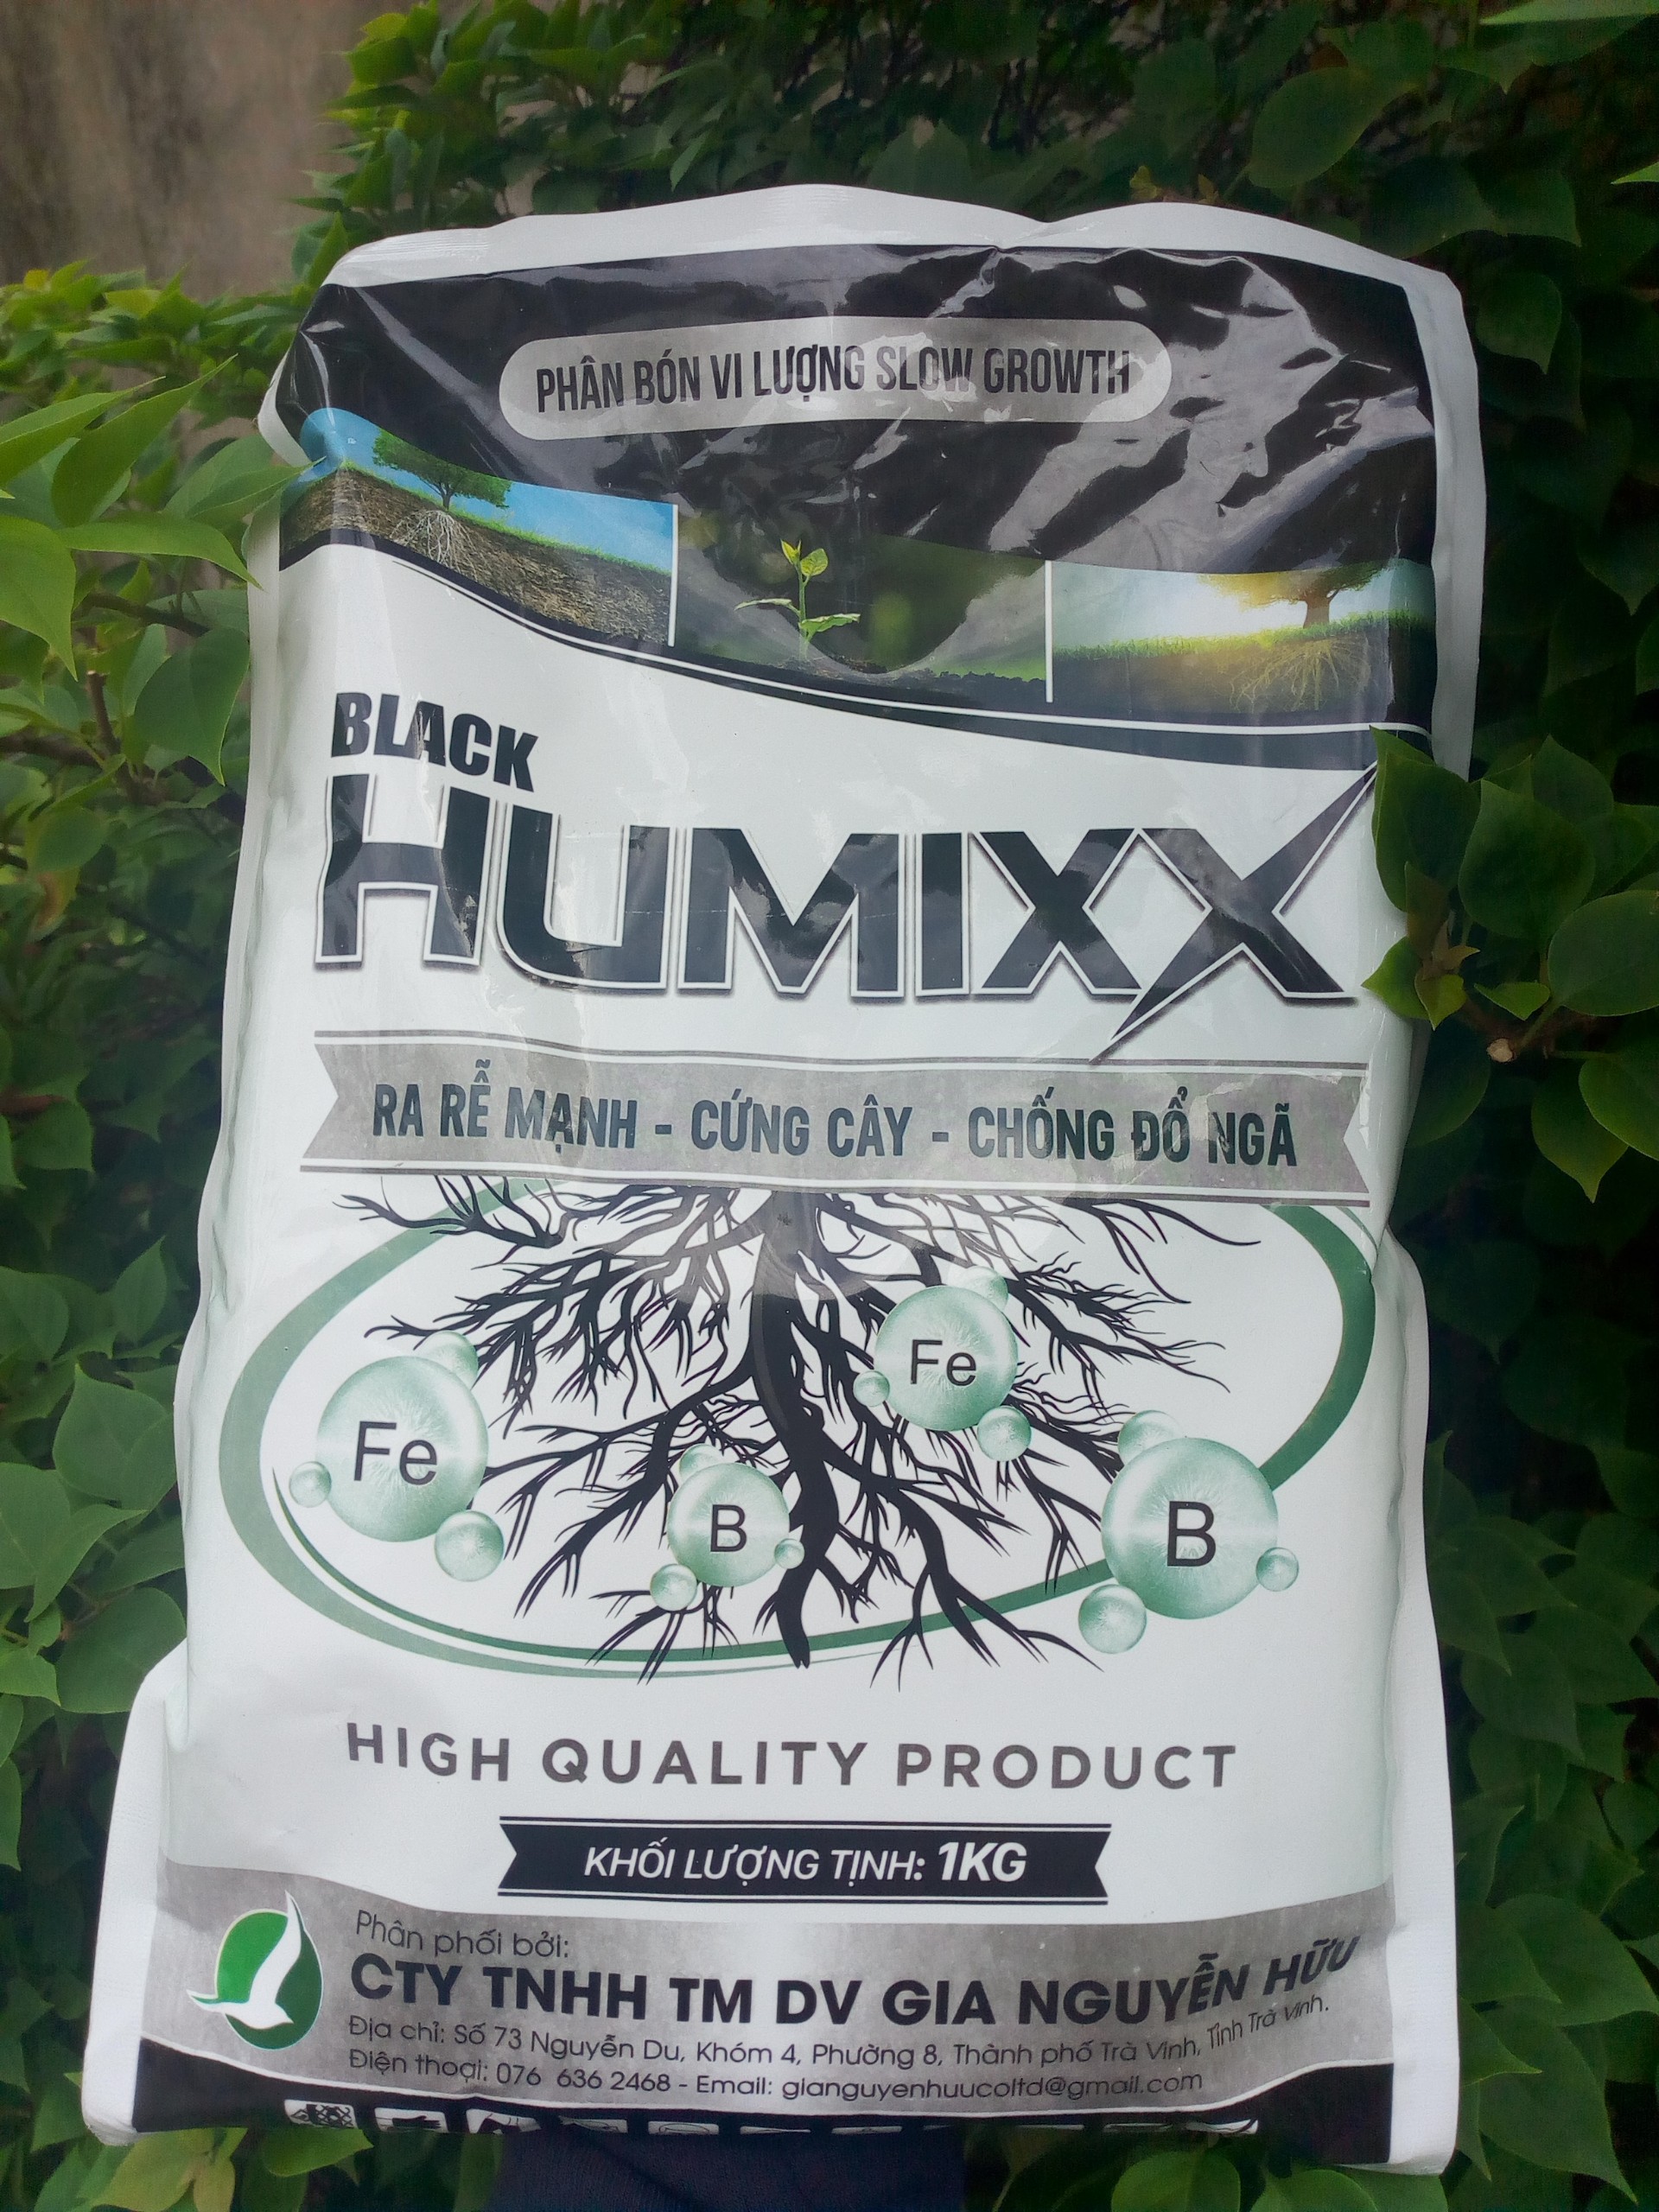 PHÂN BÓN VI LƯỢNG SLOW GROWTH
BLACK
HUMIXX
RA RỄ MẠNH - CỨNG CÂY - CHỐNG ĐỔ NGÃ
Fe
Fe
B
B
HIGH QUALITY PRODUCT
KHỐI LƯỢNG TỊNH: 1KG
Phân phối bởi:
CTY TNHH TM DV GIA NGUYỄN HỮU
Địa chỉ: Số 73 Nguyễn Du, Khóm 4, Phường 8, Thành phố Trà Vinh, Tỉnh Trà Vinh.
Điện thoại: 076 636 2468 - Email: gianguyenhuucoltd@gmail.com